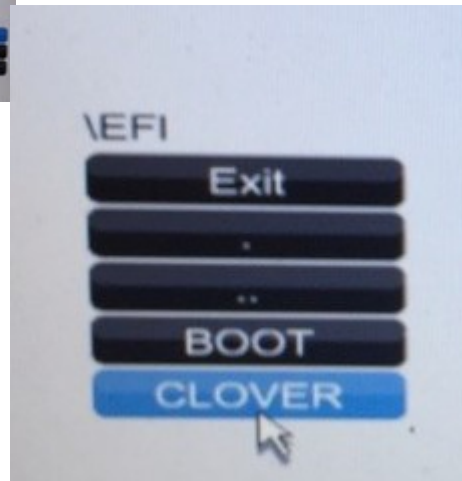 \EFI
Exit
.
..
BOOT
CLOVER